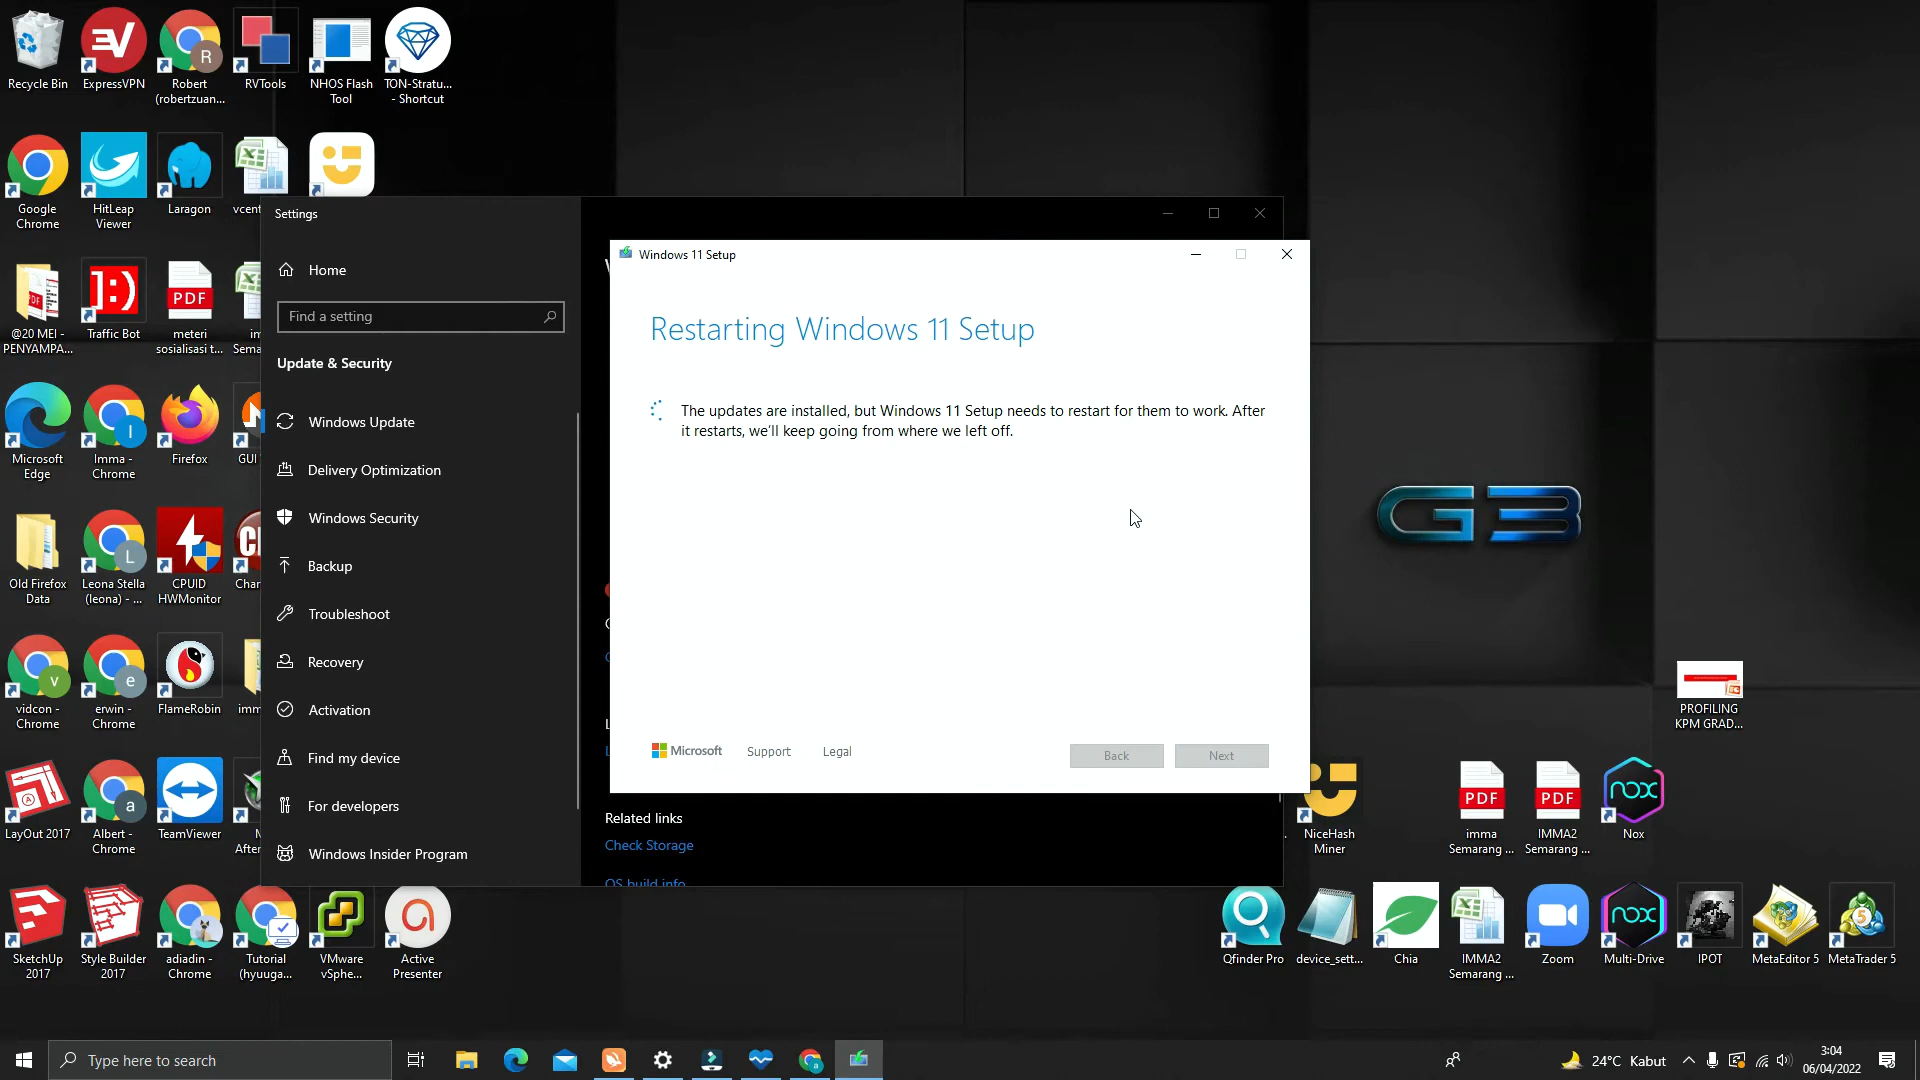 Recycle Bin
ExpressVPN
Robert
(robertzuan...
RVTools
NHOS Flash
Tool
TON-Stratu...
- Shortcut
Google
Chrome
HitLeap
Viewer
Laragon
vcent
@20 MEI -
PENYAMPA...
Traffic Bot
PDF
meteri
sosialisasi t...
im
Sema
Microsoft
Edge
Imma -
Chrome
Firefox
GUI
Old Firefox
Data
Leona Stella
(leona) - ...
CPUID
HWMonitor
Char
vidcon -
Chrome
erwin -
Chrome
FlameRobin
imm
LayOut 2017
Albert -
Chrome
TeamViewer
After
SketchUp
2017
Style Builder
2017
adiadin -
Chrome
Tutorial
(hyuuga...
VMware
vSphe...
Active
Presenter
Settings
Home
Find a setting
Update & Security
Windows Update
Delivery Optimization
Windows Security
Backup
Troubleshoot
Recovery
Activation
Find my device
For developers
Windows Insider Program
Windows 11 Setup
Restarting Windows 11 Setup
The updates are installed, but Windows 11 Setup needs to restart for them to work. After
it restarts, we'll keep going from where we left off.
Microsoft
Support
Legal
Back
Next
Related links
Check Storage
OS build info
G3
PROFILING
KPM GRAD...
NiceHash
Miner
PDF
imma
Semarang ...
PDF
IMMA2
Semarang ...
nox
Nox
Qfinder Pro
device_sett...
Chia
IMMA2
Semarang ...
Zoom
nox
Multi-Drive
IPOT
MetaEditor 5
MetaTrader 5
Type here to search
24°C Kabut
3:04
06/04/2022